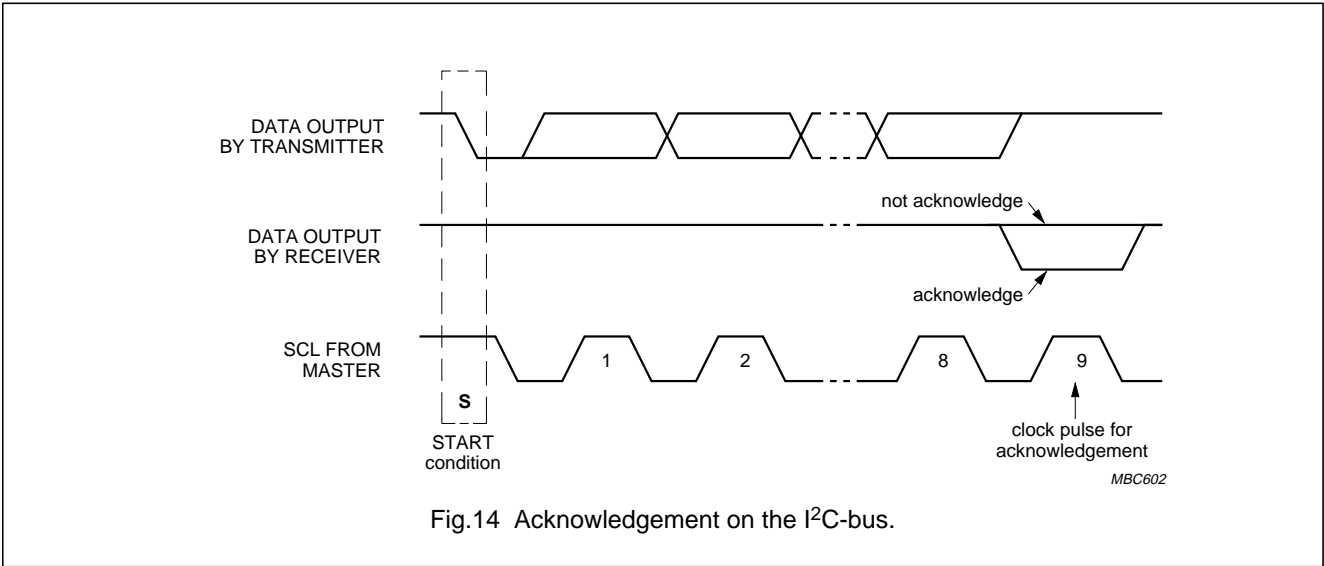 DATA OUTPUT
BY TRANSMITTER
not acknowledge
DATA OUTPUT
BY RECEIVER
acknowledge
SCL FROM
MASTER
1
2
8
9
S
START
condition
clock pulse for
acknowledgement
MBC602
Fig.14 Acknowledgement on the I²C-bus.